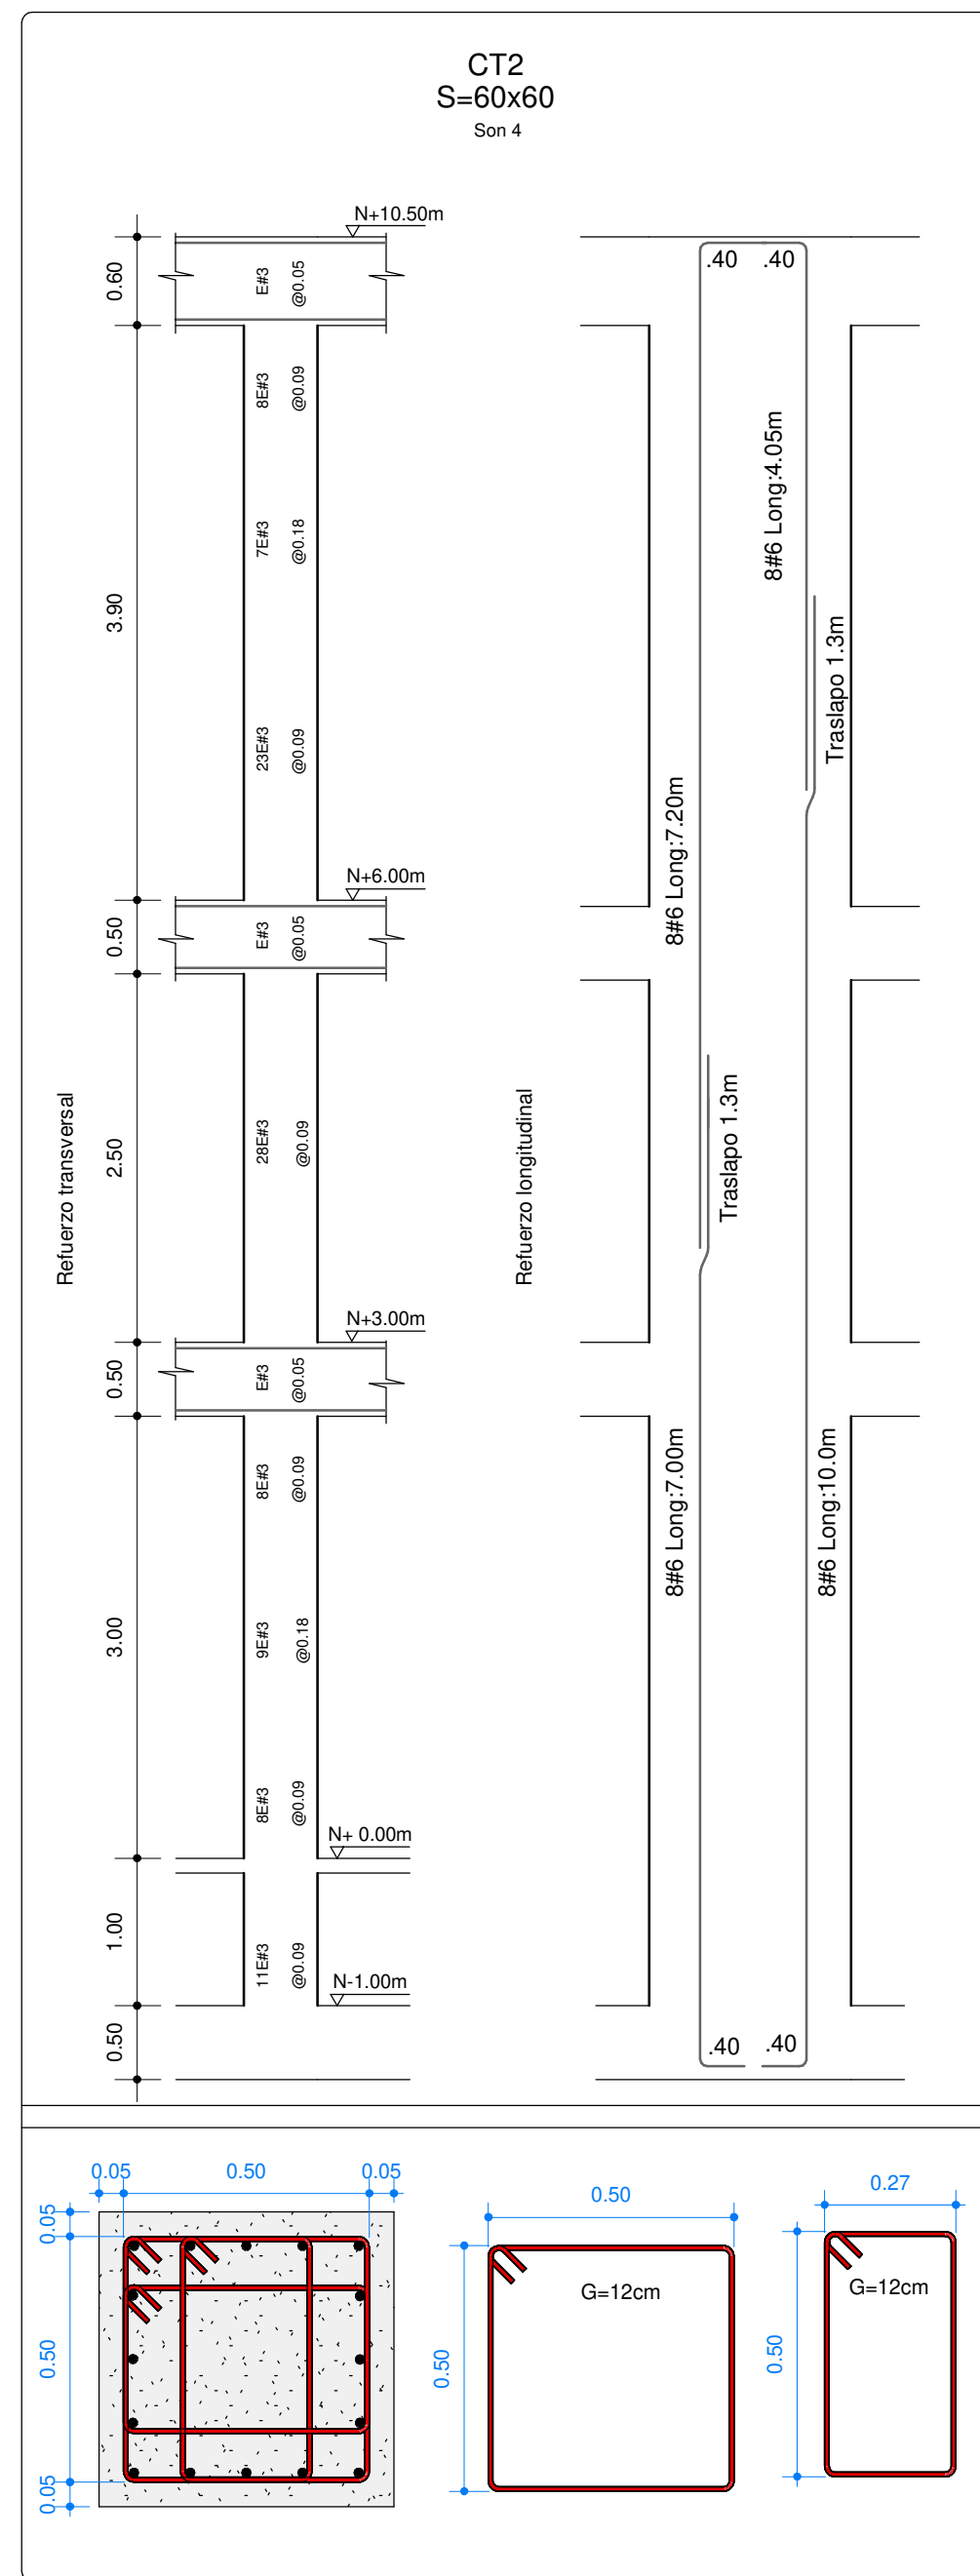 CT2
S=60x60
Son 4
N+10.50m
0.60
E#3
@0.05
.40
.40
8E#3
@0.09
7E#3
@0.18
3.90
23E#3
@0.09
8#6 Long:4.05m
Traslapo 1.3m
8#6 Long:7.20m
N+6.00m
0.50
E#3
@0.05
Refuerzo transversal
2.50
28E#3
@0.09
Refuerzo longitudinal
Traslapo 1.3m
N+3.00m
0.50
E#3
@0.05
8E#3
@0.09
3.00
9E#3
@0.18
8#6 Long:7.00m
8#6 Long:10.0m
8E#3
@0.09
N+ 0.00m
1.00
11E#3
@0.09
N-1.00m
0.50
.40
.40
0.05
0.50
0.05
0.05
0.50
0.05
0.50
0.50
G=12cm
0.27
0.50
G=12cm